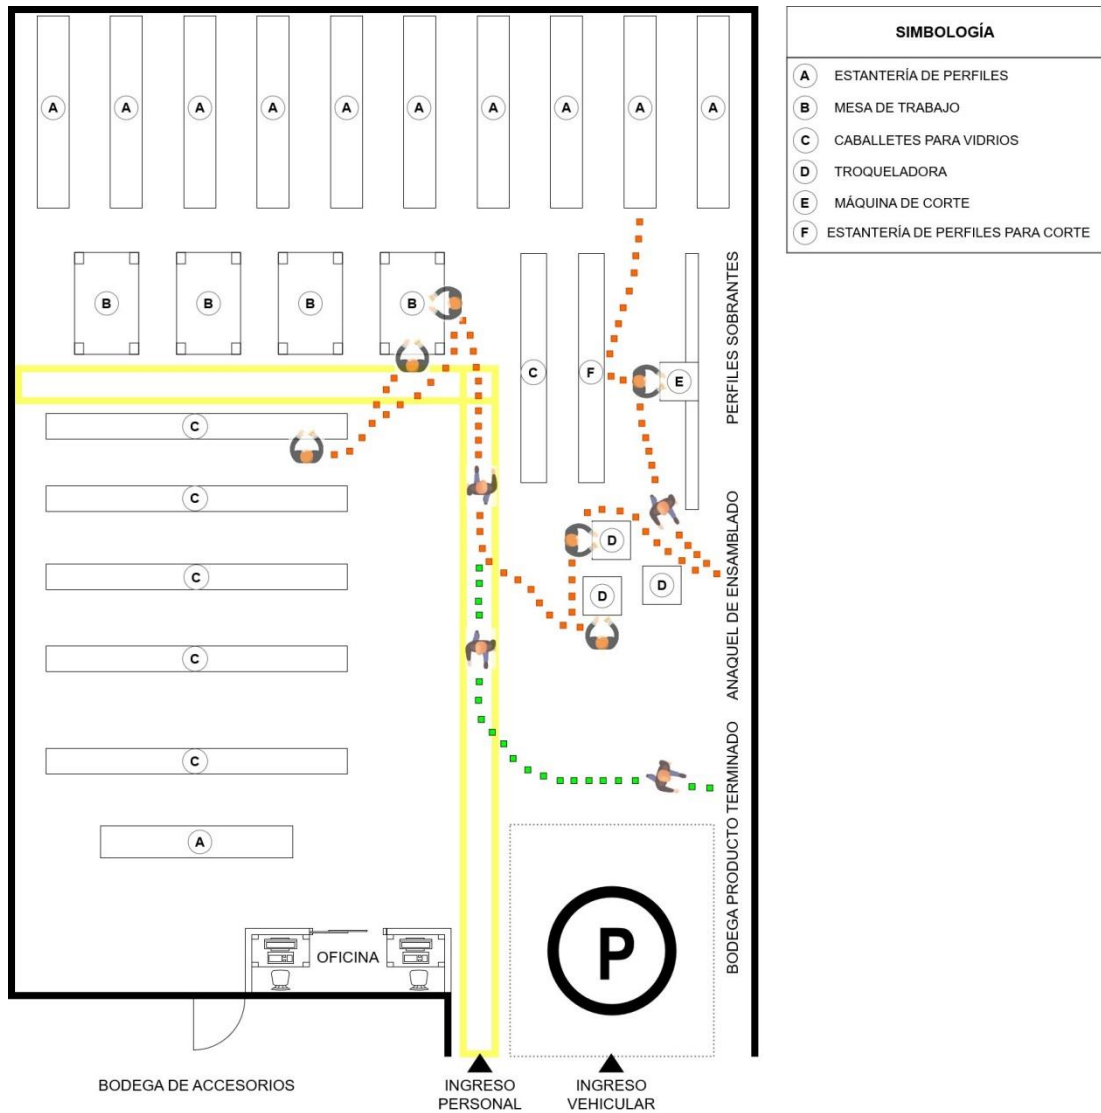 SIMBOLOGÍA
A ESTANTERÍA DE PERFILES
B MESA DE TRABAJO
C CABALLETES PARA VIDRIOS
D TROQUELADORA
E MÁQUINA DE CORTE
F ESTANTERÍA DE PERFILES PARA CORTE
A A A A A A A A A A
B B B B
C F E
PERFILES SOBRANTES
C
C
D
D D
ANAQUEL DE ENSAMBLADO
C
C
C
BODEGA PRODUCTO TERMINADO
A
P
OFICINA
BODEGA DE ACCESORIOS
INGRESO
PERSONAL
INGRESO
VEHICULAR